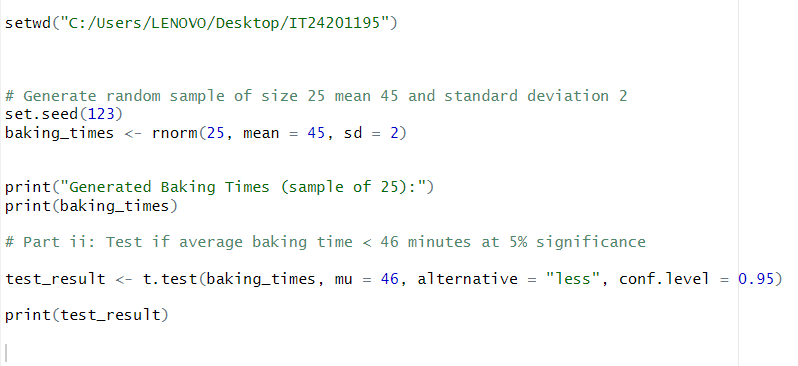 setwd("C:/Users/LENOVO/Desktop/IT24201195")
# Generate random sample of size 25 mean 45 and standard deviation 2
set.seed(123)
baking_times <- rnorm(25, mean = 45, sd = 2)
print("Generated Baking Times (sample of 25):")
print(baking_times)
# Part ii: Test if average baking time < 46 minutes at 5% significance
test_result <- t.test(baking_times, mu = 46, alternative = "less", conf.level = 0.95)
print(test_result)